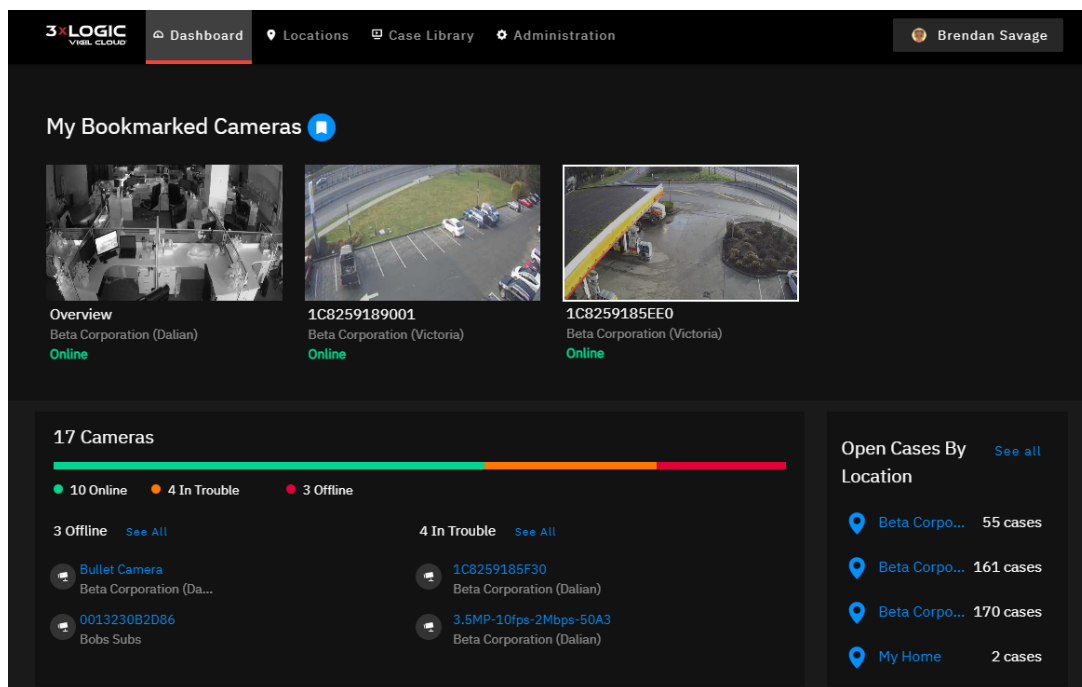 3xLOGIC
VIGIL CLOUD
Dashboard
Locations
Case Library
Administration
Brendan Savage
My Bookmarked Cameras
Overview
Beta Corporation (Dalian)
Online
1C8259189001
Beta Corporation (Victoria)
Online
1C8259185EE0
Beta Corporation (Victoria)
Online
17 Cameras
10 Online
4 In Trouble
3 Offline
3 Offline See All
Bullet Camera
Beta Corporation (Da...
0013230B2D86
Bobs Subs
4 In Trouble See All
1C8259185F30
Beta Corporation (Dalian)
3.5MP-10fps-2Mbps-50A3
Beta Corporation (Dalian)
Open Cases By
Location
See all
Beta Corpo... 55 cases
Beta Corpo... 161 cases
Beta Corpo... 170 cases
My Home 2 cases